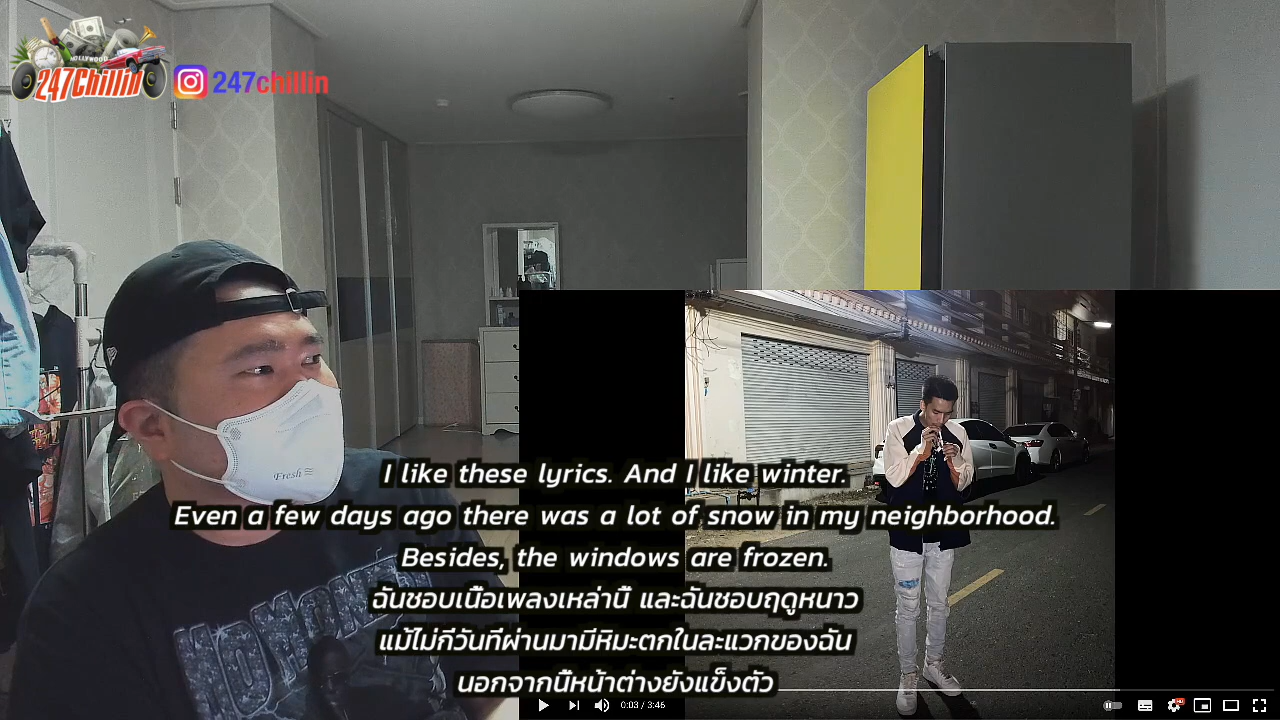 HOLLYWOOD
247Chillin
247chillin
Fresh
I like these lyrics. And I like winter.
Even a few days ago there was a lot of snow in my neighborhood.
Besides, the windows are frozen.
ฉันชอบเนื้อเพลงเหล่านี้ และฉันชอบฤดูหนาว
แม้ไม่กี่วันที่ผ่านมามีหิมะตกในละแวกของฉัน
นอกจากนี้หน้าต่างยังแข็งตัว
0:03 / 3:46
HD